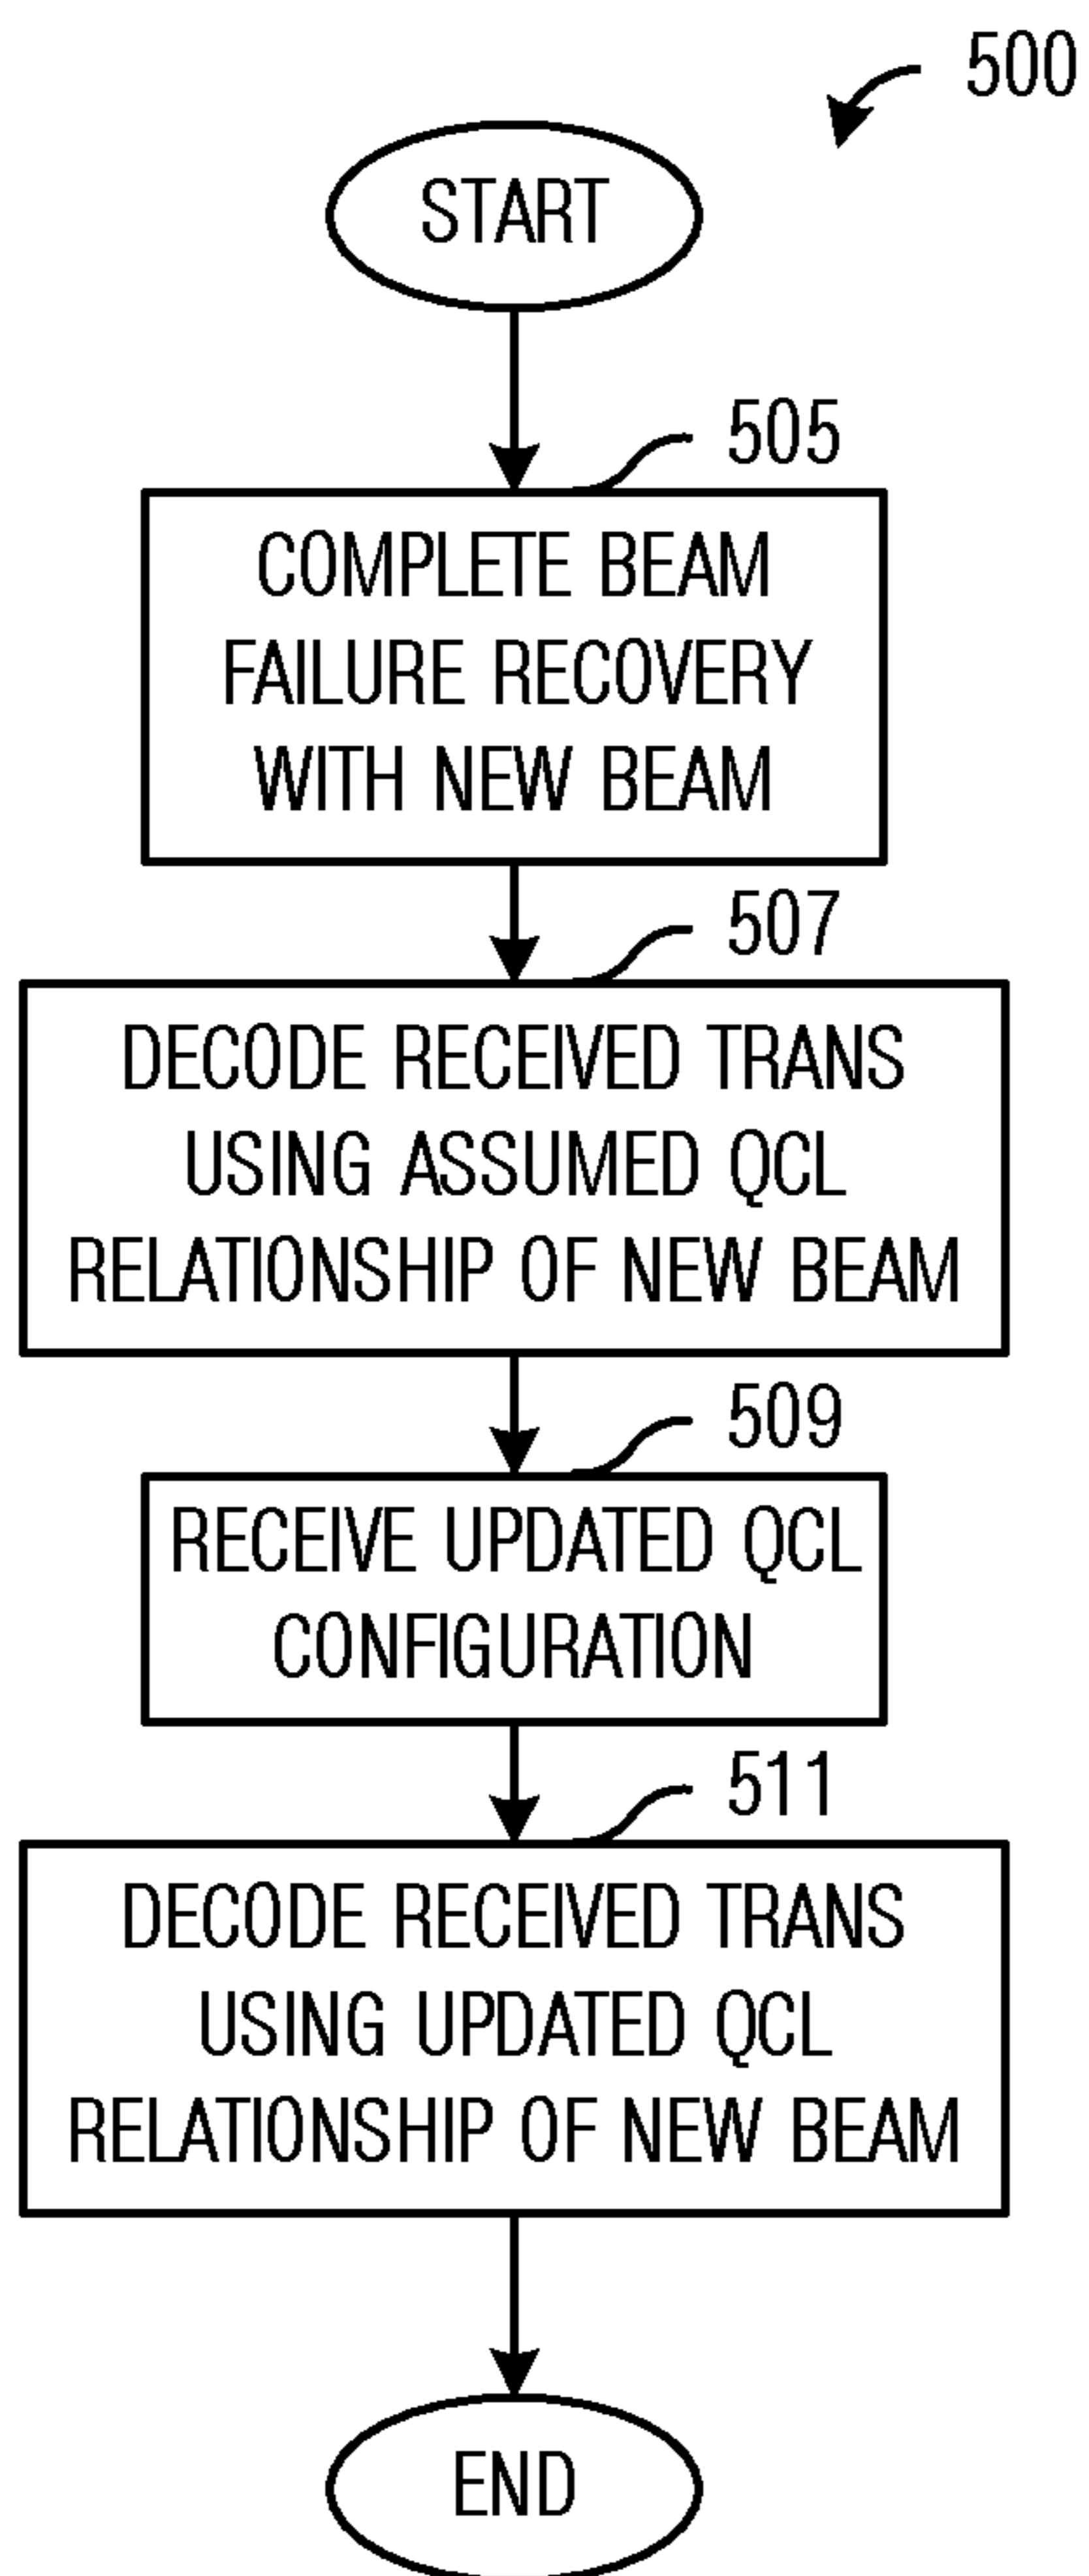 500
START
505
COMPLETE BEAM
FAILURE RECOVERY
WITH NEW BEAM
507
DECODE RECEIVED TRANS
USING ASSUMED QCL
RELATIONSHIP OF NEW BEAM
509
RECEIVE UPDATED QCL
CONFIGURATION
511
DECODE RECEIVED TRANS
USING UPDATED QCL
RELATIONSHIP OF NEW BEAM
END